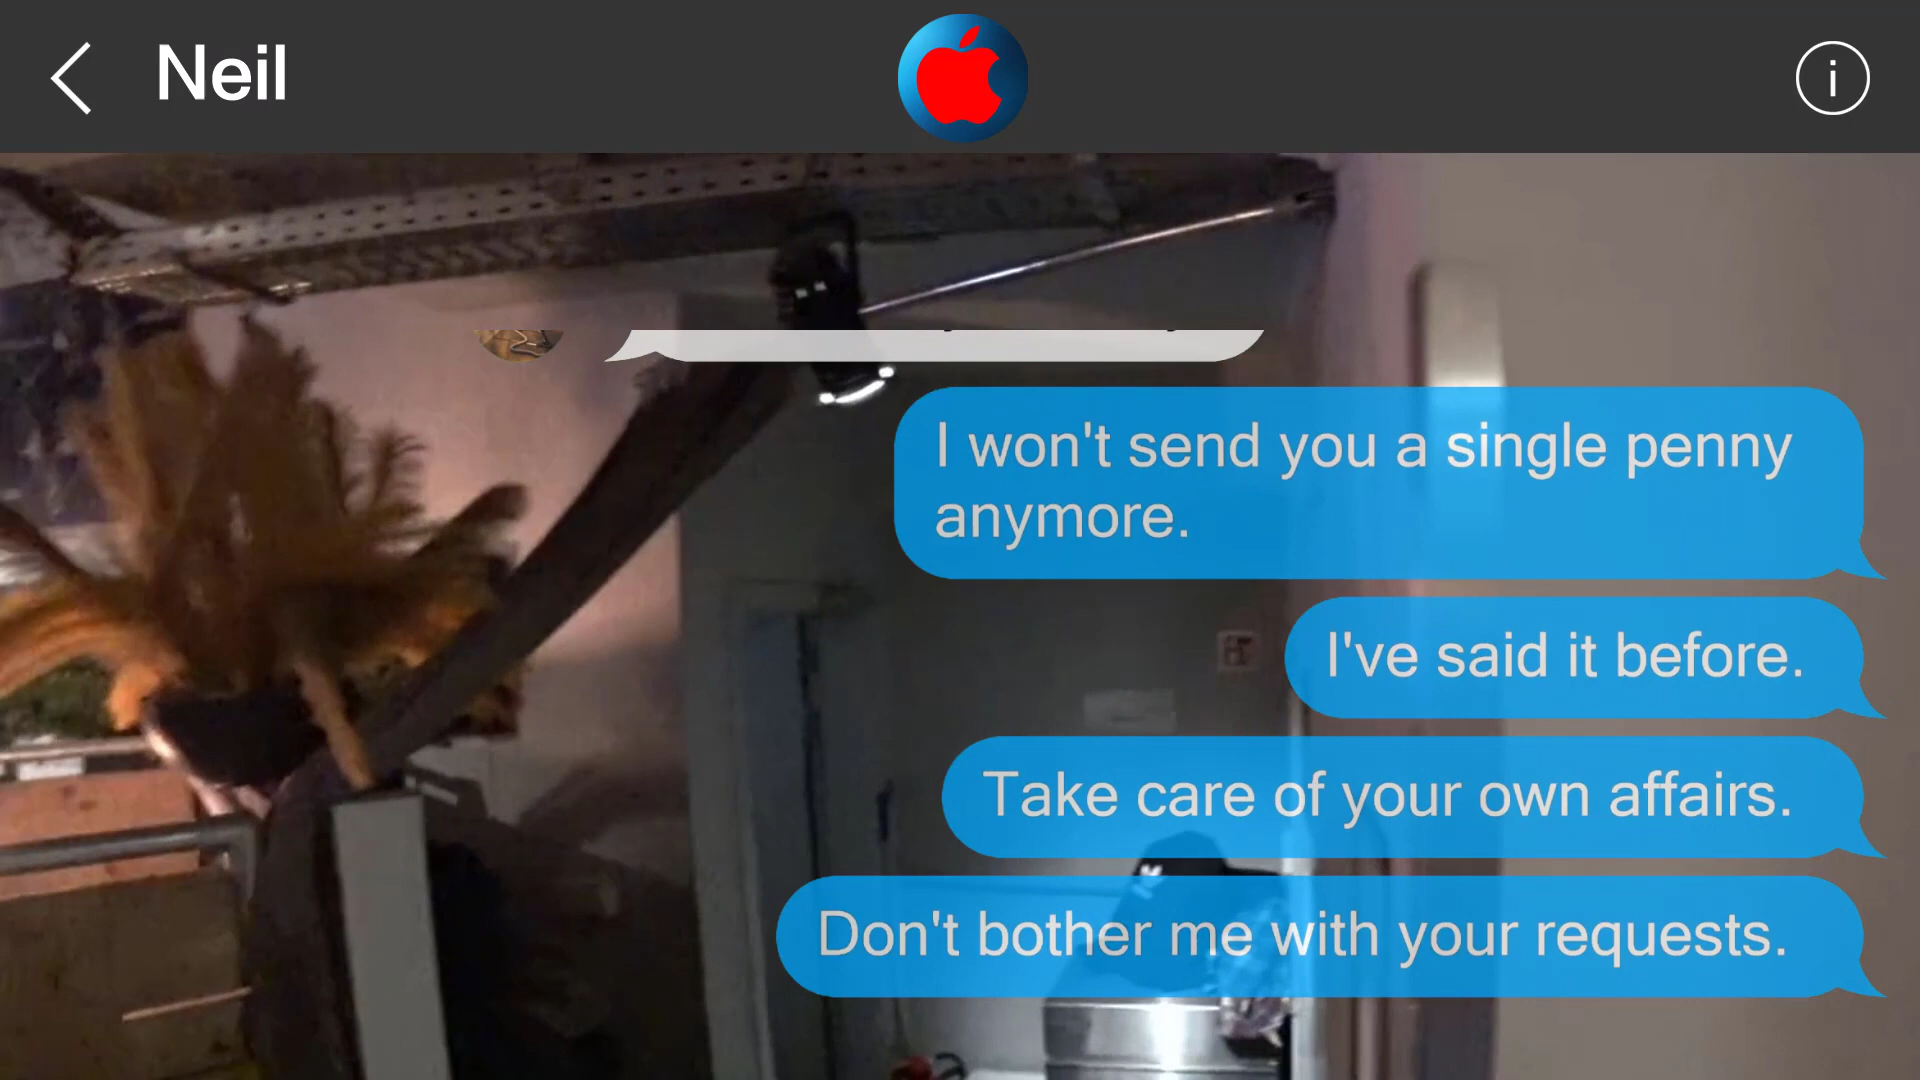 Neil
I won't send you a single penny
anymore.
I've said it before.
Take care of your own affairs.
Don't bother me with your requests.